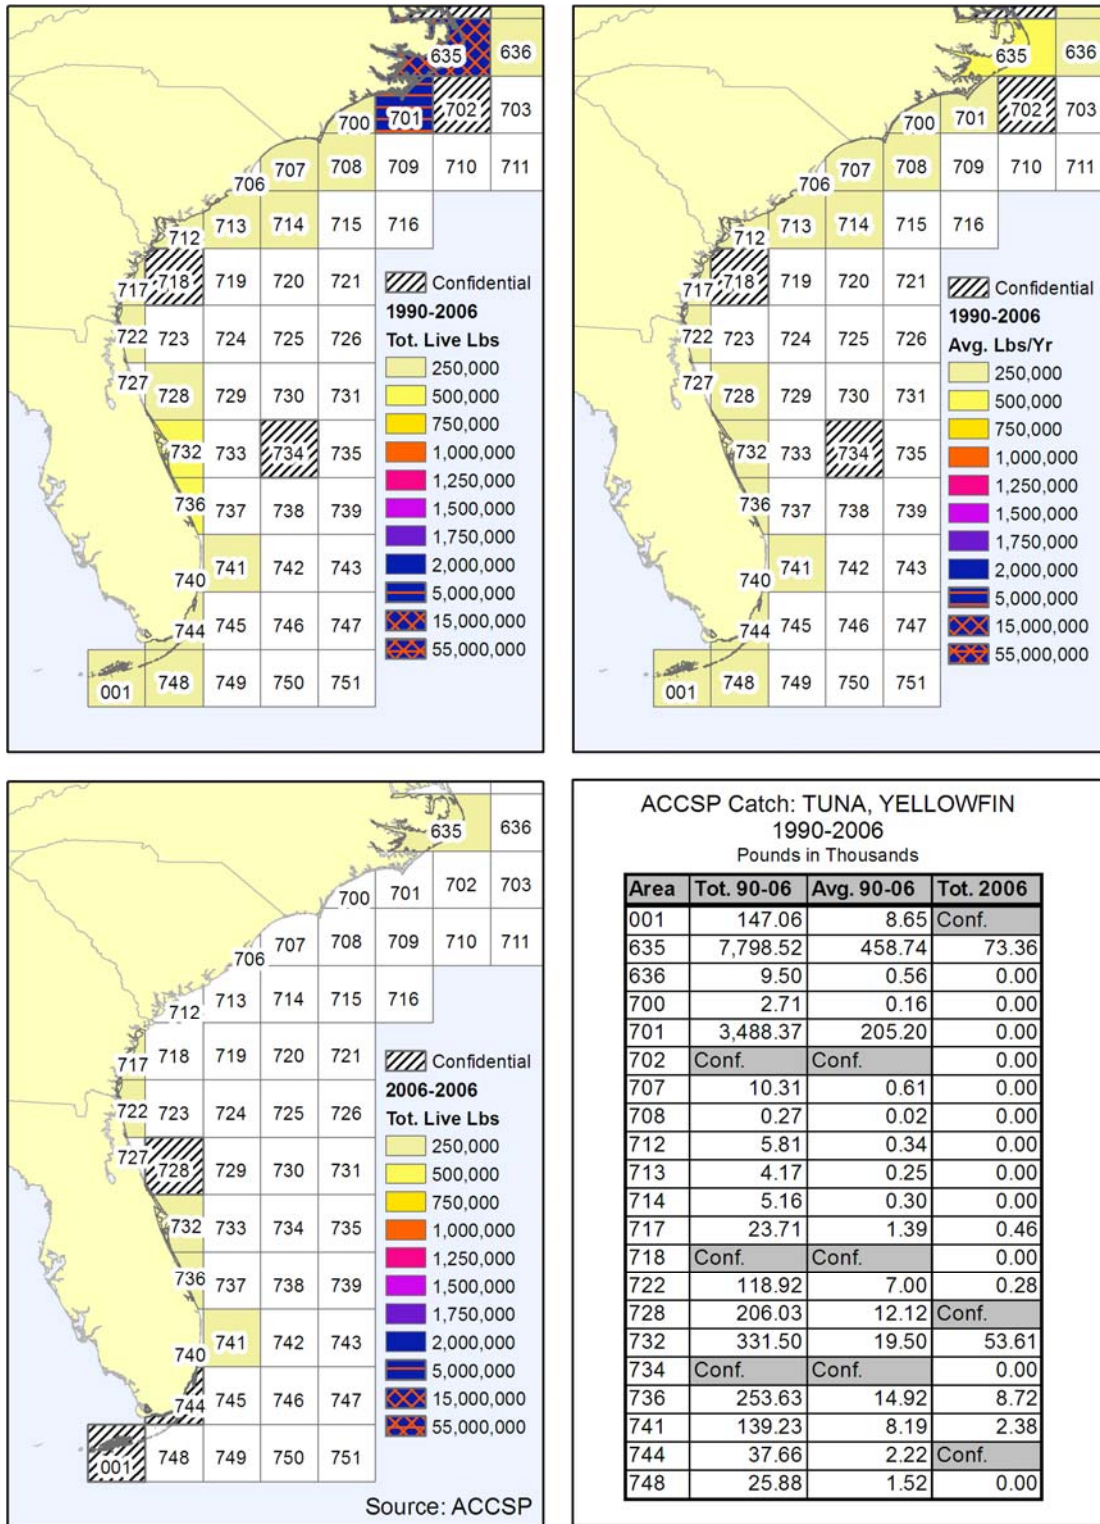 635 636
700 701 702 703
706 707 708 709 710 711
712 713 714 715 716
717 718 719 720 721
722 723 724 725 726
727 728 729 730 731
732 733 734 735
736 737 738 739
740 741 742 743
744 745 746 747
001 748 749 750 751
Confidential
1990-2006
Tot. Live Lbs
250,000
500,000
750,000
1,000,000
1,250,000
1,500,000
1,750,000
2,000,000
5,000,000
15,000,000
55,000,000
635 636
700 701 702 703
706 707 708 709 710 711
712 713 714 715 716
717 718 719 720 721
722 723 724 725 726
727 728 729 730 731
732 733 734 735
736 737 738 739
740 741 742 743
744 745 746 747
001 748 749 750 751
Confidential
1990-2006
Avg. Lbs/Yr
250,000
500,000
750,000
1,000,000
1,250,000
1,500,000
1,750,000
2,000,000
5,000,000
15,000,000
55,000,000
635 636
700 701 702 703
706 707 708 709 710 711
712 713 714 715 716
717 718 719 720 721
722 723 724 725 726
727 728 729 730 731
732 733 734 735
736 737 738 739
740 741 742 743
744 745 746 747
001 748 749 750 751
Confidential
2006-2006
Tot. Live Lbs
250,000
500,000
750,000
1,000,000
1,250,000
1,500,000
1,750,000
2,000,000
5,000,000
15,000,000
55,000,000
Source: ACCSP
ACCSP Catch: TUNA, YELLOWFIN
1990-2006
Pounds in Thousands
Area Tot. 90-06 Avg. 90-06 Tot. 2006
001 147.06 8.65 Conf.
635 7,798.52 458.74 73.36
636 9.50 0.56 0.00
700 2.71 0.16 0.00
701 3,488.37 205.20 0.00
702 Conf. Conf. 0.00
707 10.31 0.61 0.00
708 0.27 0.02 0.00
712 5.81 0.34 0.00
713 4.17 0.25 0.00
714 5.16 0.30 0.00
717 23.71 1.39 0.46
718 Conf. Conf. 0.00
722 118.92 7.00 0.28
728 206.03 12.12 Conf.
732 331.50 19.50 53.61
734 Conf. Conf. 0.00
736 253.63 14.92 8.72
741 139.23 8.19 2.38
744 37.66 2.22 Conf.
748 25.88 1.52 0.00